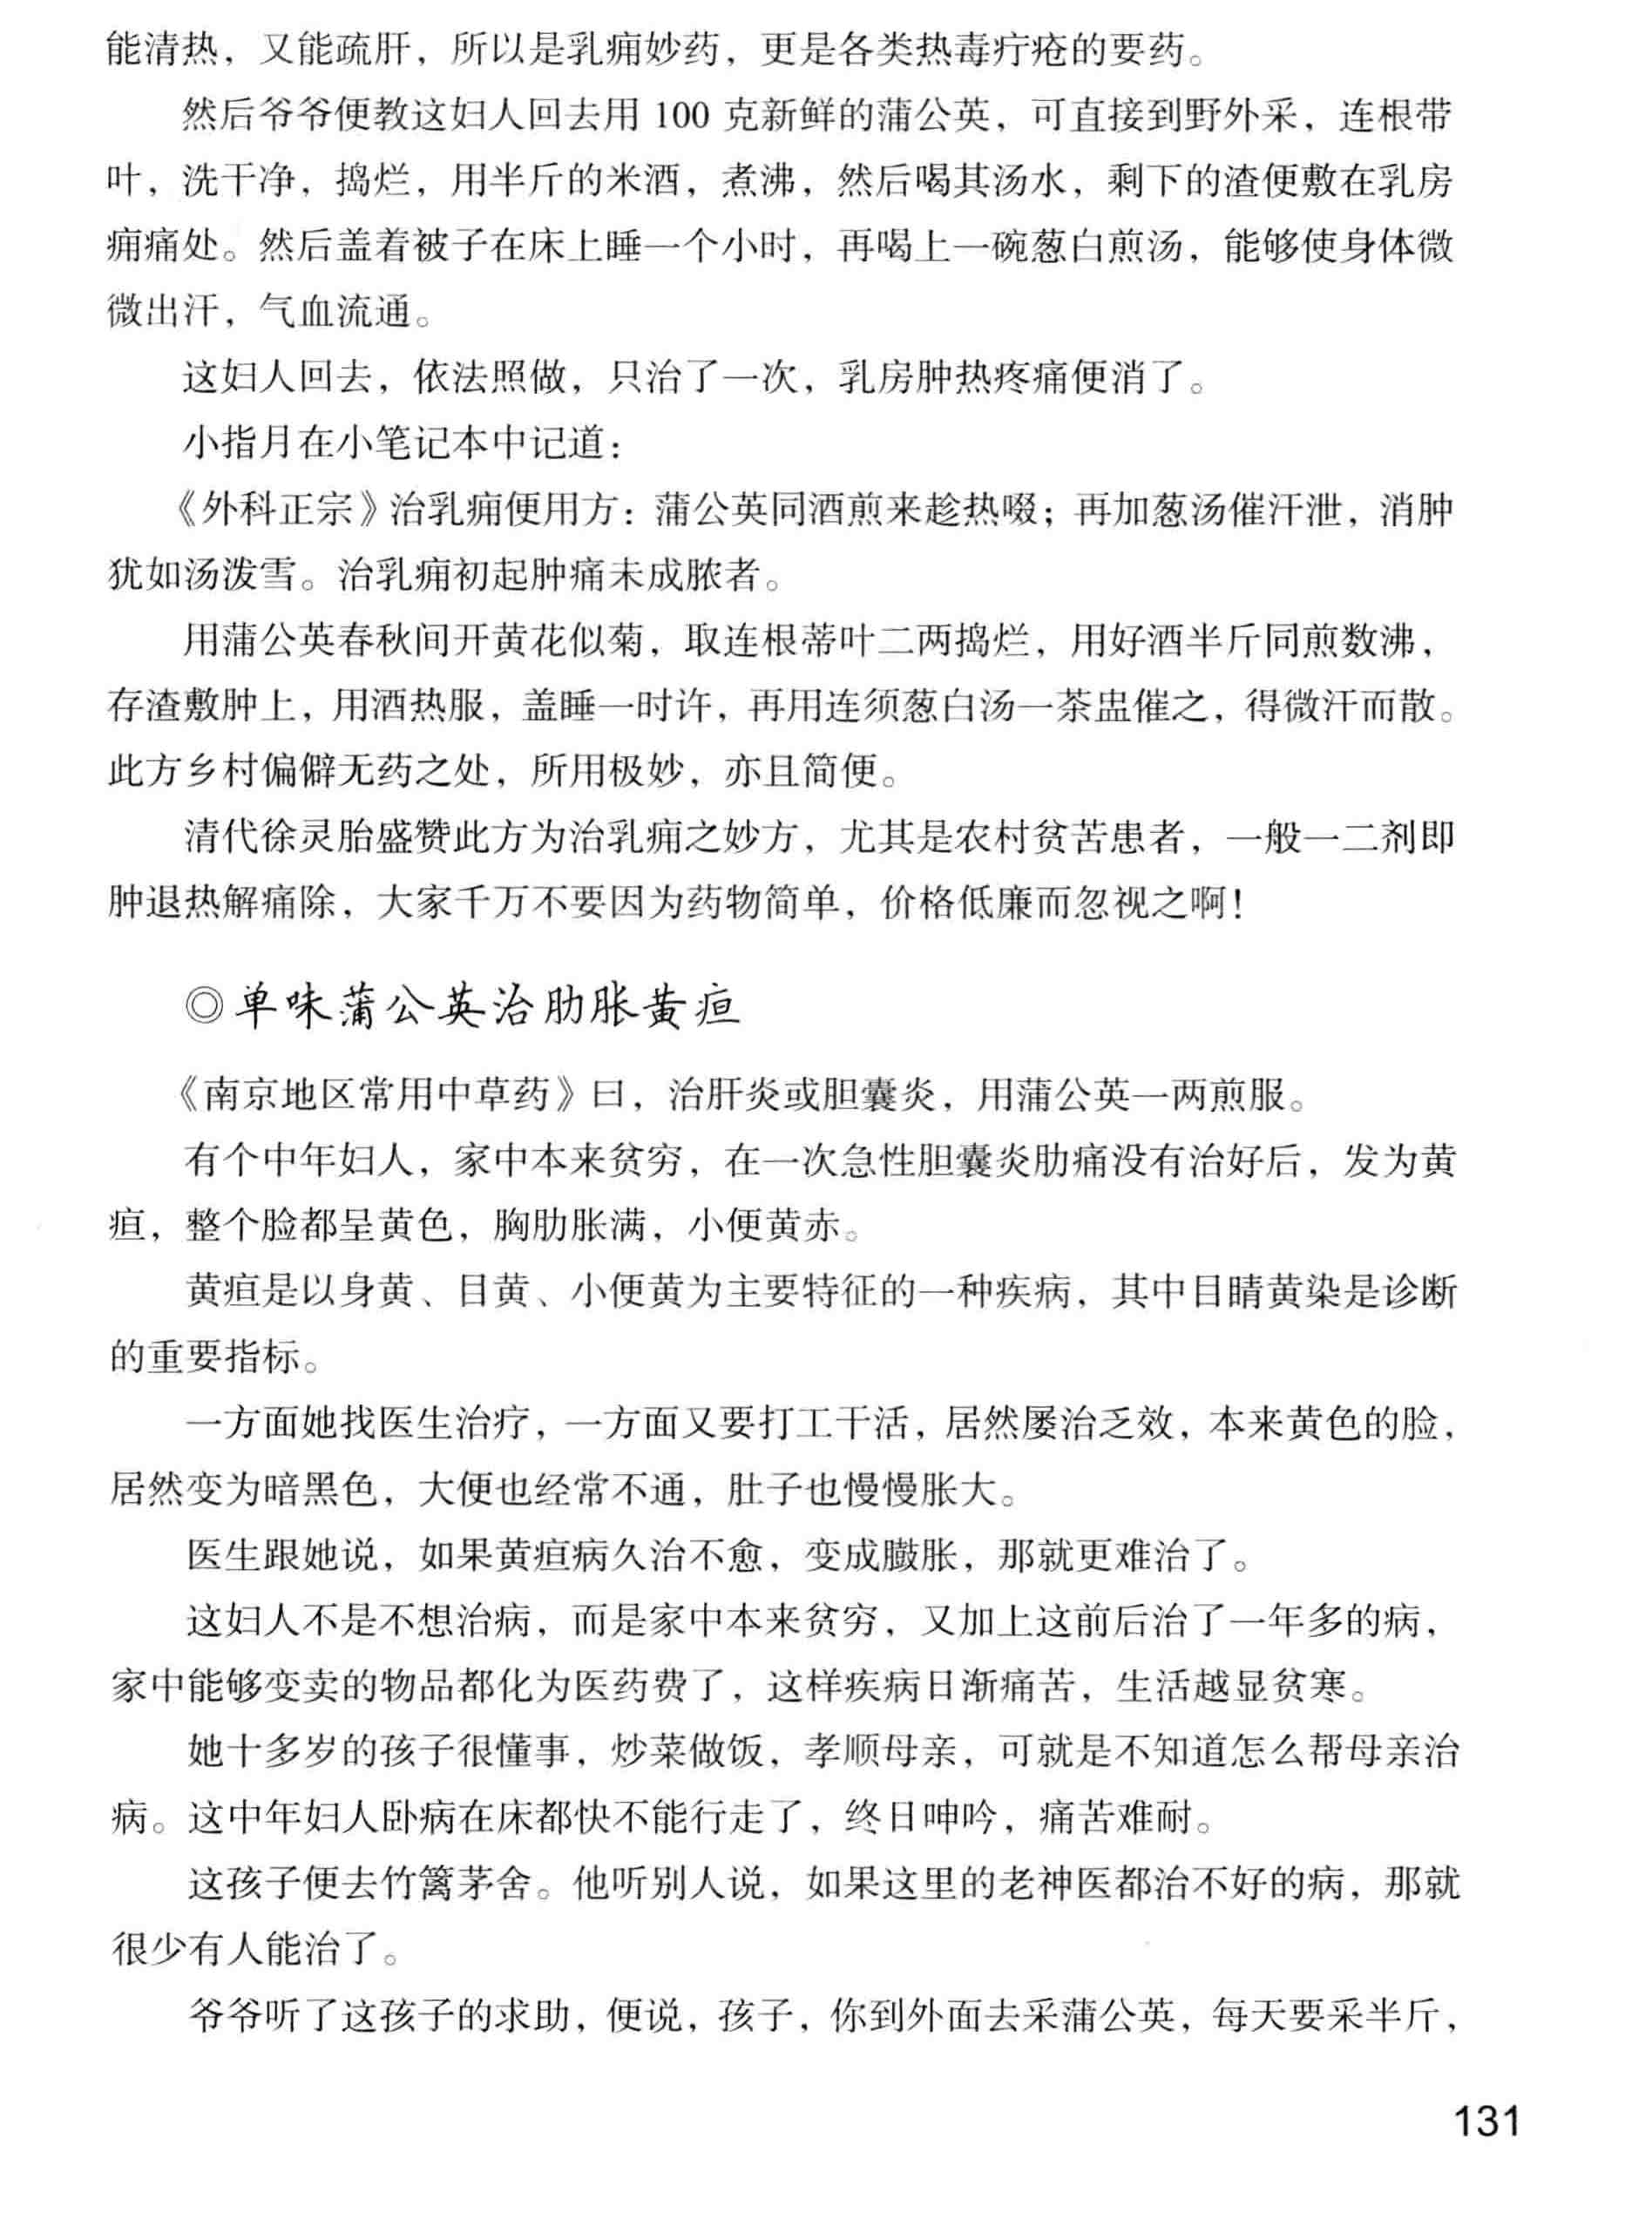 能清热，又能疏肝，所以是乳痈妙药，更是各类热毒疔疮的要药。
然后爷爷便教这妇人回去用 100 克新鲜的蒲公英，可直接到野外采，连根带
叶，洗干净，捣烂，用半斤的米酒，煮沸，然后喝其汤水，剩下的渣便敷在乳房
痈痛处。然后盖着被子在床上睡一个小时，再喝上一碗葱白煎汤，能够使身体微
微出汗，气血流通。
这妇人回去，依法照做，只治了一次，乳房肿热疼痛便消了。
小指月在小笔记本中记道：
《外科正宗》治乳痈便用方：蒲公英同酒煎来趁热啜；再加葱汤催汗泄，消肿
犹如汤泼雪。治乳痈初起肿痛未成脓者。
用蒲公英春秋间开黄花似菊，取连根蒂叶二两捣烂，用好酒半斤同煎数沸，
存渣敷肿上，用酒热服，盖睡一时许，再用连须葱白汤一茶盅催之，得微汗而散。
此方乡村偏僻无药之处，所用极妙，亦且简便。
清代徐灵胎盛赞此方为治乳痈之妙方，尤其是农村贫苦患者，一般一二剂即
肿退热解痛除，大家千万不要因为药物简单，价格低廉而忽视之啊！
◎单味蒲公英治肋胀黄疸
《南京地区常用中草药》曰，治肝炎或胆囊炎，用蒲公英一两煎服。
有个中年妇人，家中本来贫穷，在一次急性胆囊炎肋痛没有治好后，发为黄
疸，整个脸都呈黄色，胸肋胀满，小便黄赤。
黄疸是以身黄、目黄、小便黄为主要特征的一种疾病，其中目睛黄染是诊断
的重要指标。
一方面她找医生治疗，一方面又要打工干活，居然屡治乏效，本来黄色的脸，
居然变为暗黑色，大便也经常不通，肚子也慢慢胀大。
医生跟她说，如果黄疸病久治不愈，变成臌胀，那就更难治了。
这妇人不是不想治病，而是家中本来贫穷，又加上这前后治了一年多的病，
家中能够变卖的物品都化为医药费了，这样疾病日渐痛苦，生活越显贫寒。
她十多岁的孩子很懂事，炒菜做饭，孝顺母亲，可就是不知道怎么帮母亲治
病。这中年妇人卧病在床都快不能行走了，终日呻吟，痛苦难耐。
这孩子便去竹篱茅舍。他听别人说，如果这里的老神医都治不好的病，那就
很少有人能治了。
爷爷听了这孩子的求助，便说，孩子，你到外面去采蒲公英，每天要采半斤，
131